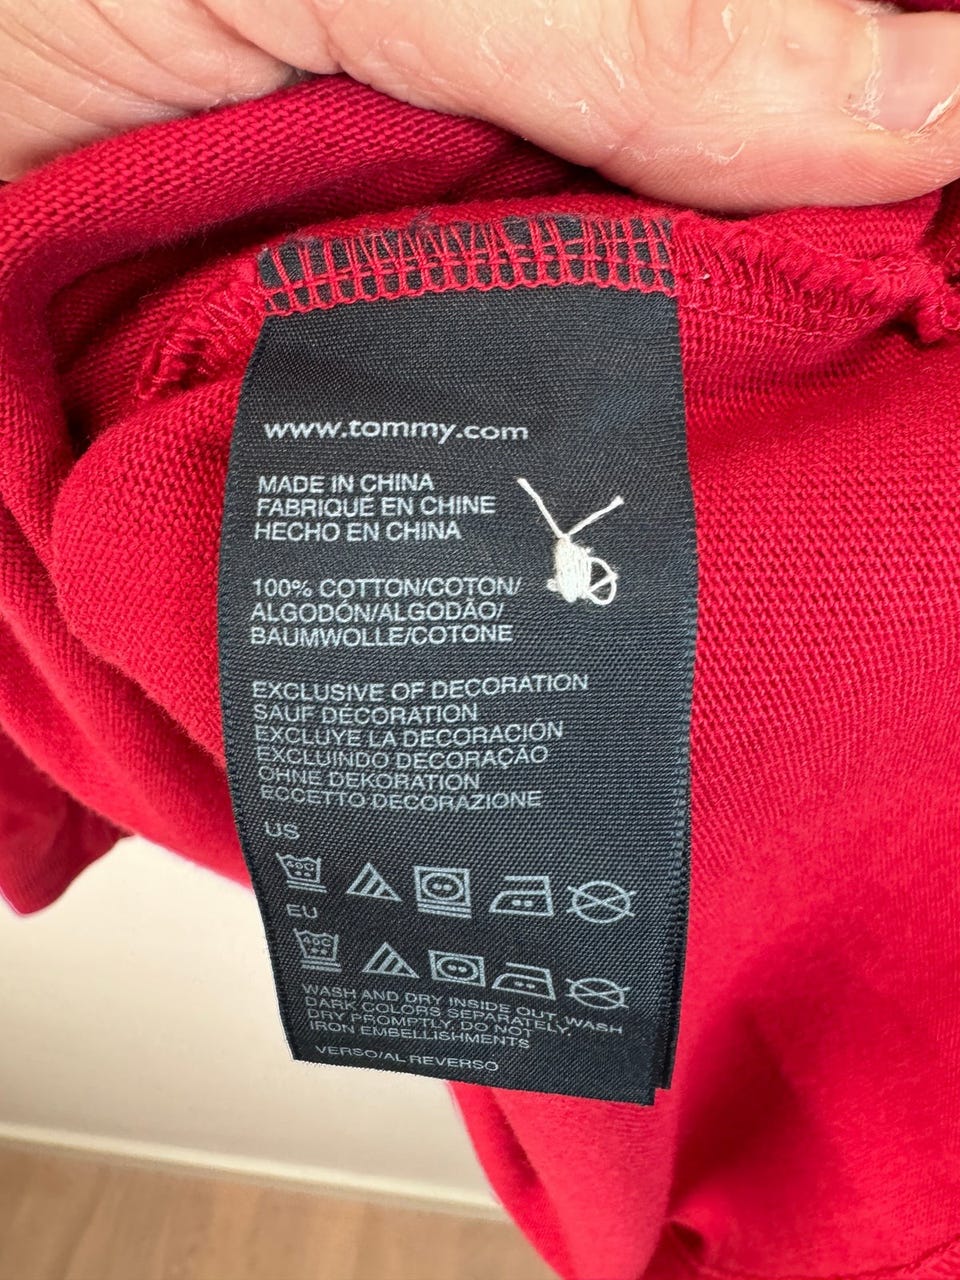 www.tommy.com
MADE IN CHINA
FABRIQUÉ EN CHINE
HECHO EN CHINA
100% COTTON/COTON/
ALGODÓN/ALGODÃO/
BAUMWOLLE/COTONE
EXCLUSIVE OF DECORATION
SAUF DÉCORATION
EXCLUYE LA DECORACIÓN
EXCLUINDO DECORAÇÃO
OHNE DEKORATION
ECCETTO DECORAZIONE
US
40C
EU
40C
WASH AND DRY INSIDE OUT, WASH
DARK COLORS SEPARATELY,
DRY PROMPTLY, DO NOT
IRON EMBELLISHMENTS
VERSO/AL REVERSO